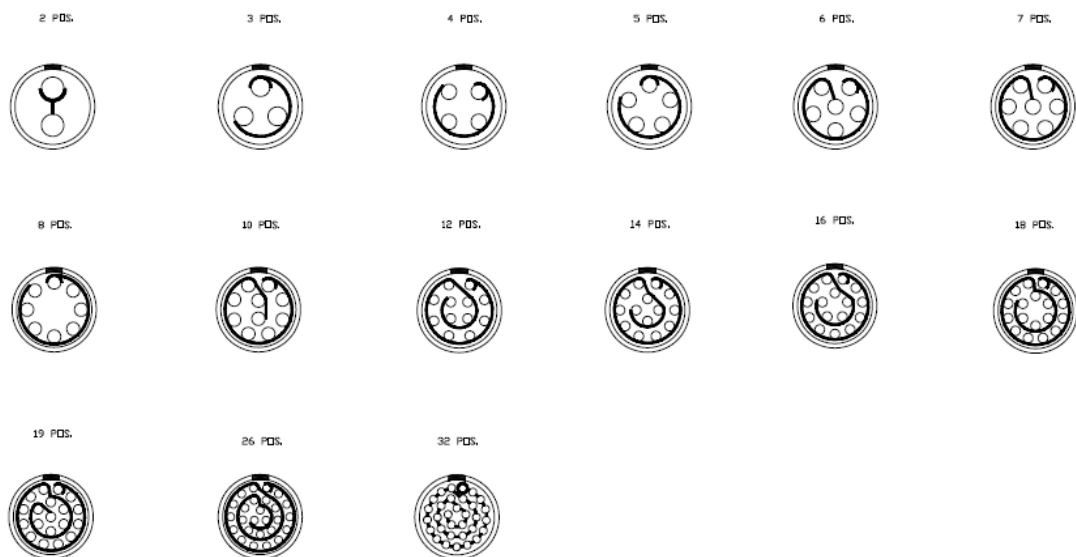 2 POS.
3 POS.
4 POS.
5 POS.
6 POS.
7 POS.
8 POS.
10 POS.
12 POS.
14 POS.
16 POS.
18 POS.
19 POS.
26 POS.
32 POS.